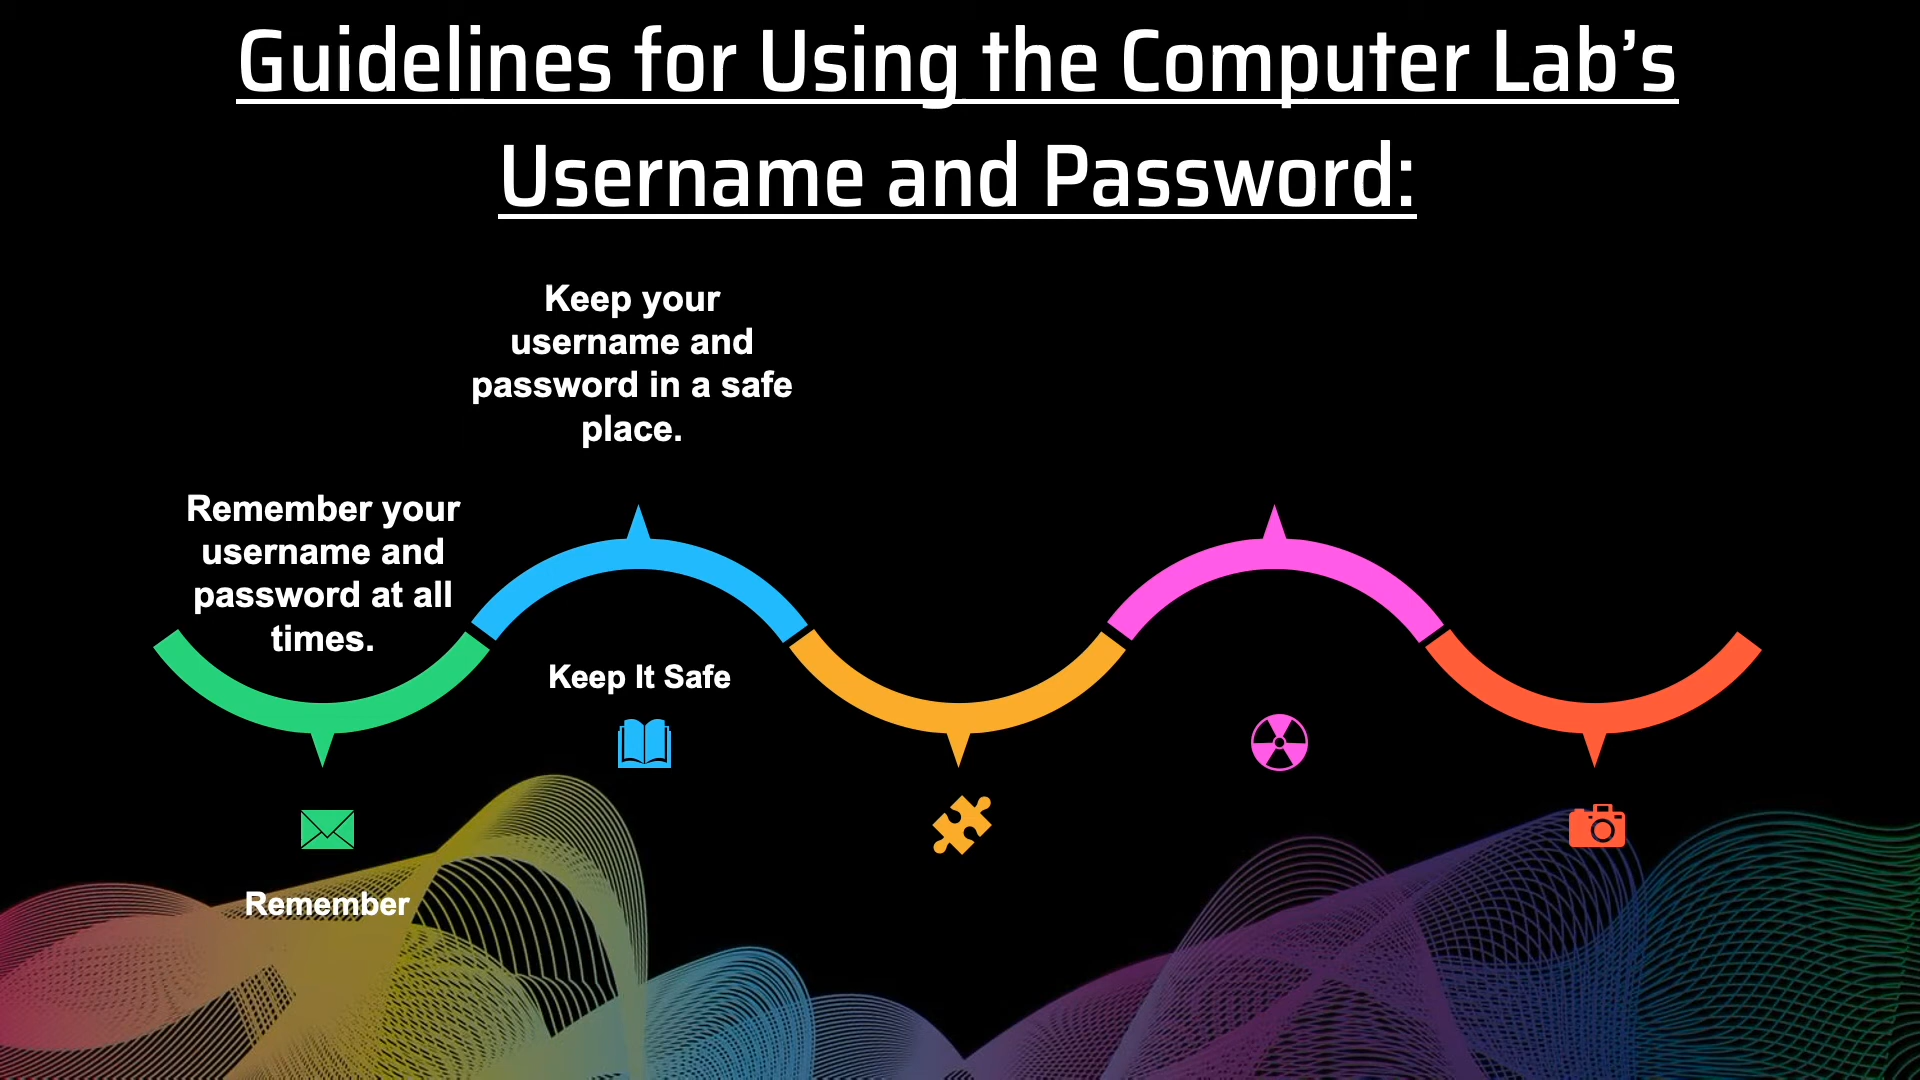 Guidelines for Using the Computer Lab’s
Username and Password:
Keep your
username and
password in a safe
place.
Remember your
username and
password at all
times.
Keep It Safe
Remember